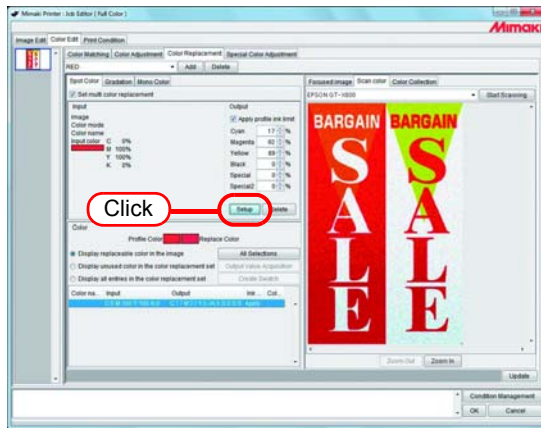 Mimaki Printer - Job Editor ( Full Color )
Mimaki
Image Edit Color Edit Print Condition
Color Matching Color Adjustment Color Replacement Special Color Adjustment
RED Add Delete
Spot Color Gradation Mono Color
Set multi color replacement
Input Output
Image
Color mode
Color name
Input color C 0%
M 100%
Y 100%
K 0%
Apply profile ink limit
Cyan 17 %
Magenta 92 %
Yellow 89 %
Black 0 %
Special 0 %
Special2 0 %
Click
Setup Delete
Color
Profile Color Replace Color
Display replaceable color in the image All Selections
Display unused color in the color replacement set Output value Acquisition
Display all entries in the color replacement set Create Swatch
Color na... Input Output Ink ... Col...
Focused image Scan color Color Collection
EPSON GT-X800 Start Scanning
BARGAIN BARGAIN
SALE SALE
Zoom Out Zoom In
Update
Condition Management
OK Cancel